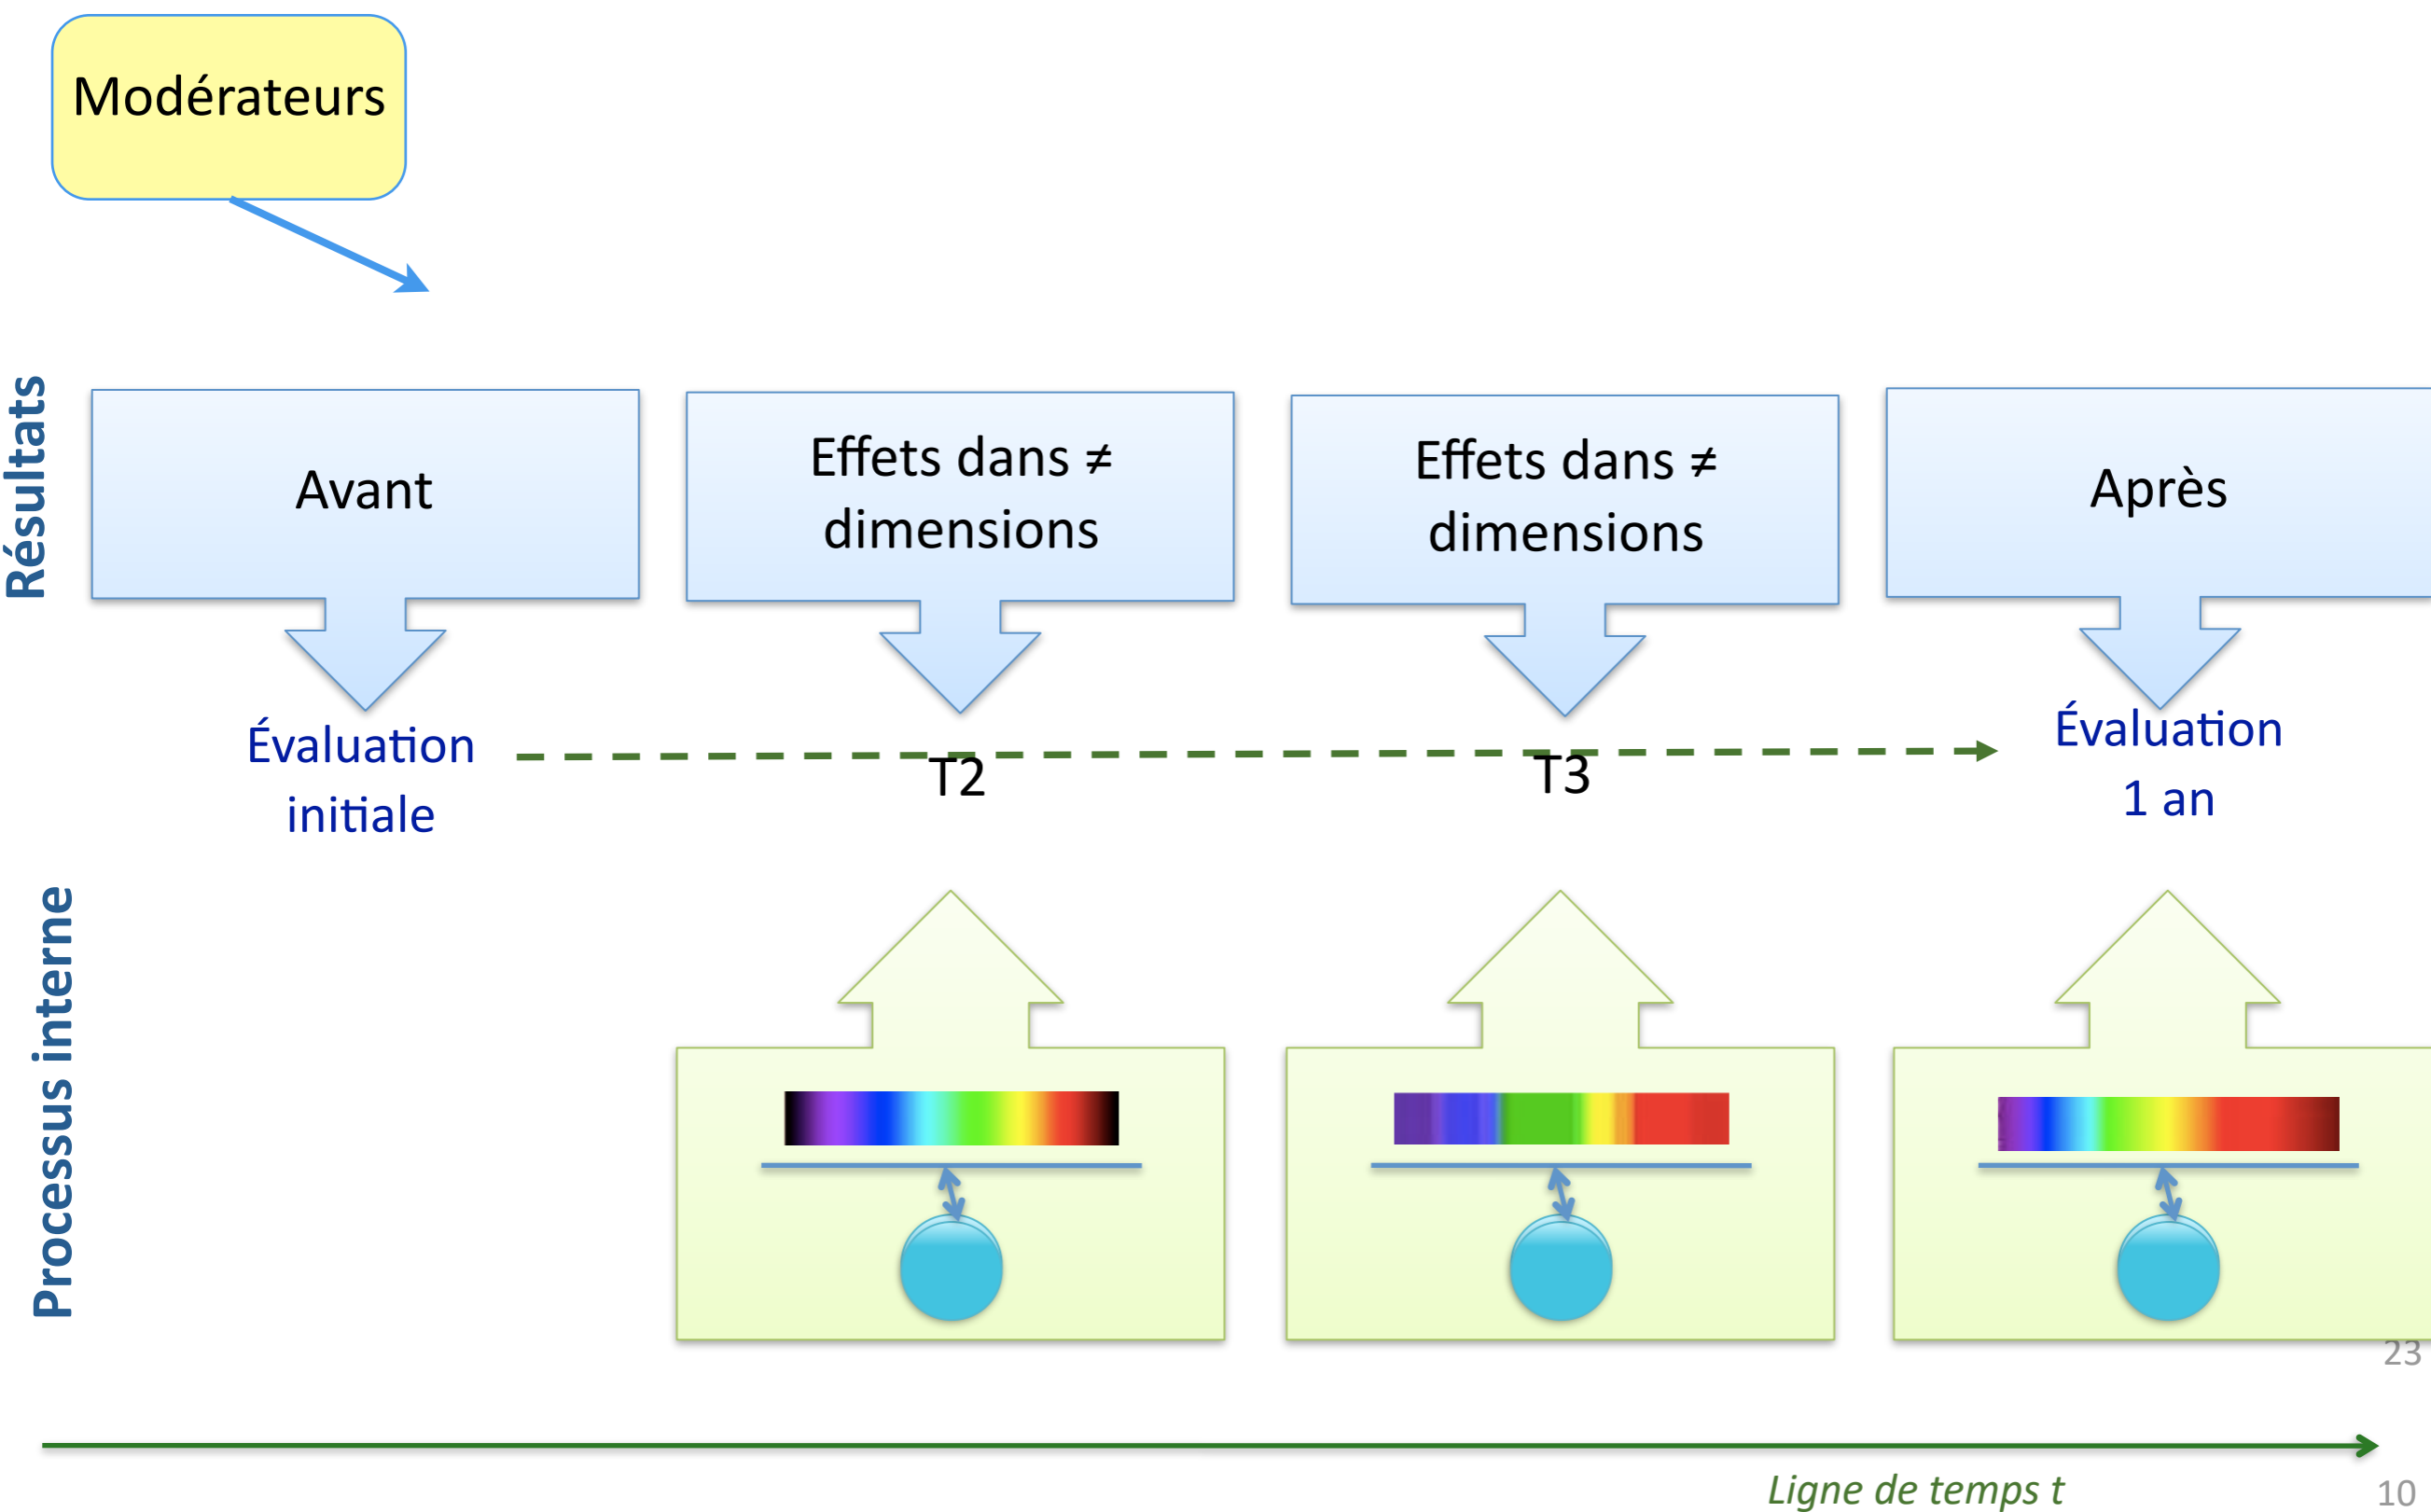 Modérateurs
Résultats
Avant
Effets dans ≠
dimensions
Effets dans ≠
dimensions
Après
Évaluation
initiale
T2
T3
Évaluation
1 an
Processus interne
23
Ligne de temps t
10